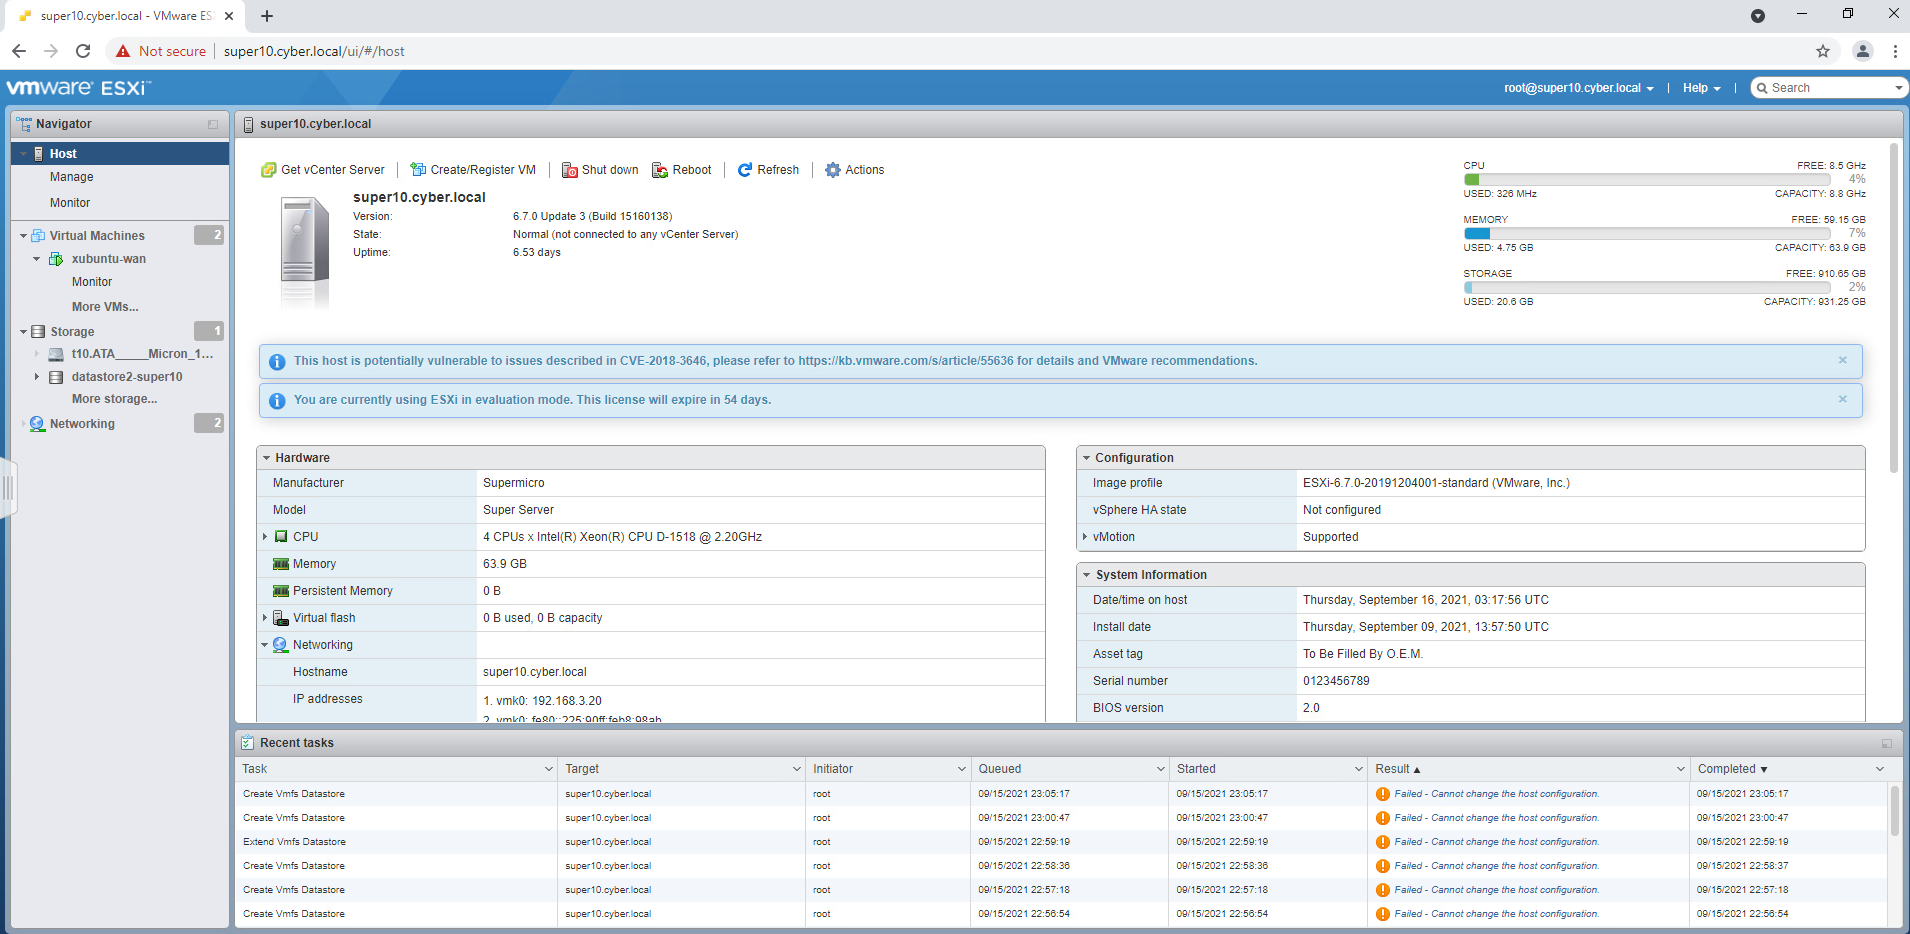 super10.cyber.local - VMware ES
Not secure super10.cyber.local/ui/#/host
vmware ESXi™
root@super10.cyber.local Help Search
Navigator
super10.cyber.local
Host
Manage
Monitor
Virtual Machines 2
xubuntu-wan
Monitor
More VMs...
Storage 1
t10.ATA_____Micron_1...
datastore2-super10
More storage...
Networking 2
Get vCenter Server Create/Register VM Shut down Reboot Refresh Actions
super10.cyber.local
Version: 6.7.0 Update 3 (Build 15160138)
State: Normal (not connected to any vCenter Server)
Uptime: 6.53 days
CPU FREE: 8.5 GHz
4%
USED: 326 MHz CAPACITY: 8.8 GHz
MEMORY FREE: 59.15 GB
7%
USED: 4.75 GB CAPACITY: 63.9 GB
STORAGE FREE: 910.65 GB
2%
USED: 20.6 GB CAPACITY: 931.25 GB
This host is potentially vulnerable to issues described in CVE-2018-3646, please refer to https://kb.vmware.com/s/article/55636 for details and VMware recommendations.
You are currently using ESXi in evaluation mode. This license will expire in 54 days.
Hardware
Manufacturer Supermicro
Model Super Server
CPU 4 CPUs x Intel(R) Xeon(R) CPU D-1518 @ 2.20GHz
Memory 63.9 GB
Persistent Memory 0 B
Virtual flash 0 B used, 0 B capacity
Networking
Hostname super10.cyber.local
IP addresses 1. vmk0: 192.168.3.20
2. vmk0: fe80::225:90ff:feb8:98ab
Configuration
Image profile ESXi-6.7.0-20191204001-standard (VMware, Inc.)
vSphere HA state Not configured
vMotion Supported
System Information
Date/time on host Thursday, September 16, 2021, 03:17:56 UTC
Install date Thursday, September 09, 2021, 13:57:50 UTC
Asset tag To Be Filled By O.E.M.
Serial number 0123456789
BIOS version 2.0
Recent tasks
Task Target Initiator Queued Started Result Completed
Create Vmfs Datastore super10.cyber.local root 09/15/2021 23:05:17 09/15/2021 23:05:17 Failed - Cannot change the host configuration. 09/15/2021 23:05:17
Create Vmfs Datastore super10.cyber.local root 09/15/2021 23:00:47 09/15/2021 23:00:47 Failed - Cannot change the host configuration. 09/15/2021 23:00:47
Extend Vmfs Datastore super10.cyber.local root 09/15/2021 22:59:19 09/15/2021 22:59:19 Failed - Cannot change the host configuration. 09/15/2021 22:59:19
Create Vmfs Datastore super10.cyber.local root 09/15/2021 22:58:36 09/15/2021 22:58:36 Failed - Cannot change the host configuration. 09/15/2021 22:58:37
Create Vmfs Datastore super10.cyber.local root 09/15/2021 22:57:18 09/15/2021 22:57:18 Failed - Cannot change the host configuration. 09/15/2021 22:57:18
Create Vmfs Datastore super10.cyber.local root 09/15/2021 22:56:54 09/15/2021 22:56:54 Failed - Cannot change the host configuration. 09/15/2021 22:56:54